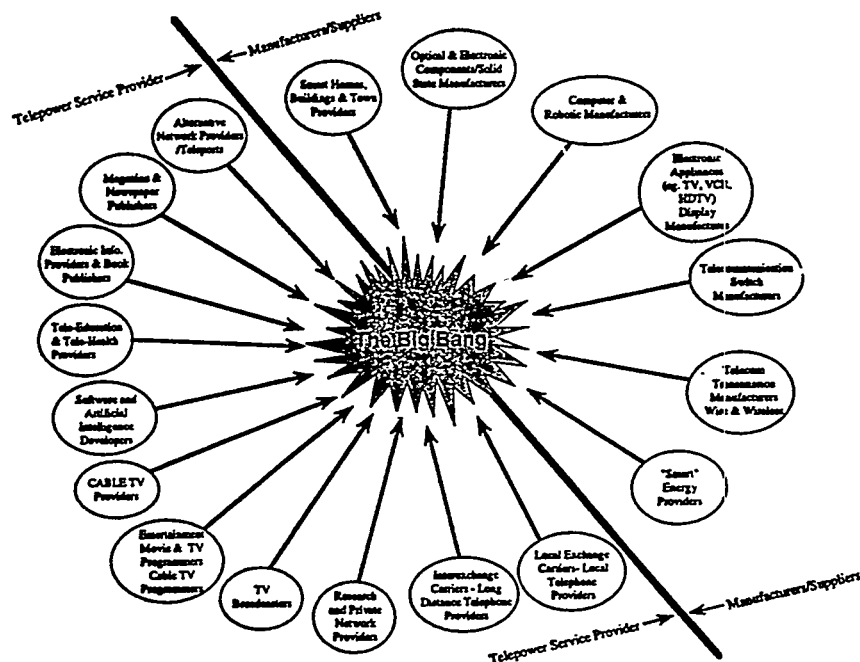 Manufacturers/Suppliers
Telepower Service Provider
Smart Homes,
Buildings & Town
Providers
Optical & Electronic
Components/Solid
State Manufacturers
Computer &
Robotic Manufacturers
Electronic
Appliances
(eg. TV, VCR,
HDTV)
Display
Manufacturers
Telecommunication
Switch
Manufacturers
Telecom
Transmission
Manufacturers
Wire & Wireless
"Smart"
Energy
Providers
Local Exchange
Carriers- Local
Telephone
Providers
Interexchange
Carriers - Long
Distance Telephone
Providers
Research
and Private
Network
Providers
TV
Broadcasters
Entertainment
Movie & TV
Programmers
Cable TV
Programmers
CABLE TV
Providers
Software and
Artificial
Intelligence
Developers
Tele-Education
& Tele-Health
Providers
Electronic Info.
Providers & Book
Publishers
Magazine &
Newspaper
Publishers
Alternative
Network Providers
/Teleports
The Big Bang
Manufacturers/Suppliers
Telepower Service Provider